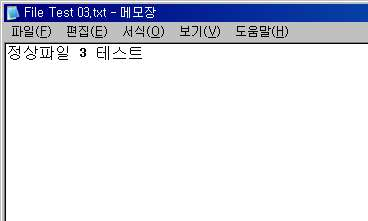 File Test 03.txt - 메모장
파일(F) 편집(E) 서식(O) 보기(V) 도움말(H)
정상파일 3 테스트